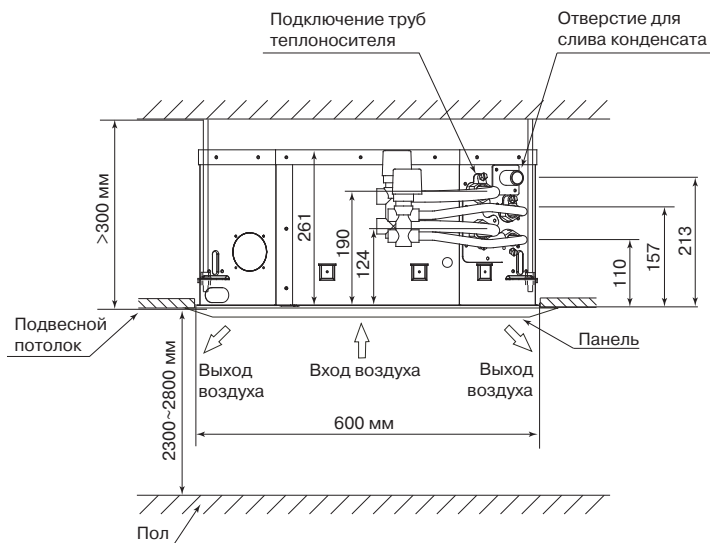 Подключение труб
теплоносителя
Отверстие для
слива конденсата
>300 мм
261
190
124
110
157
213
Подвесной
потолок
Панель
Выход
воздуха
Вход воздуха
Выход
воздуха
2300~2800 мм
600 мм
Пол